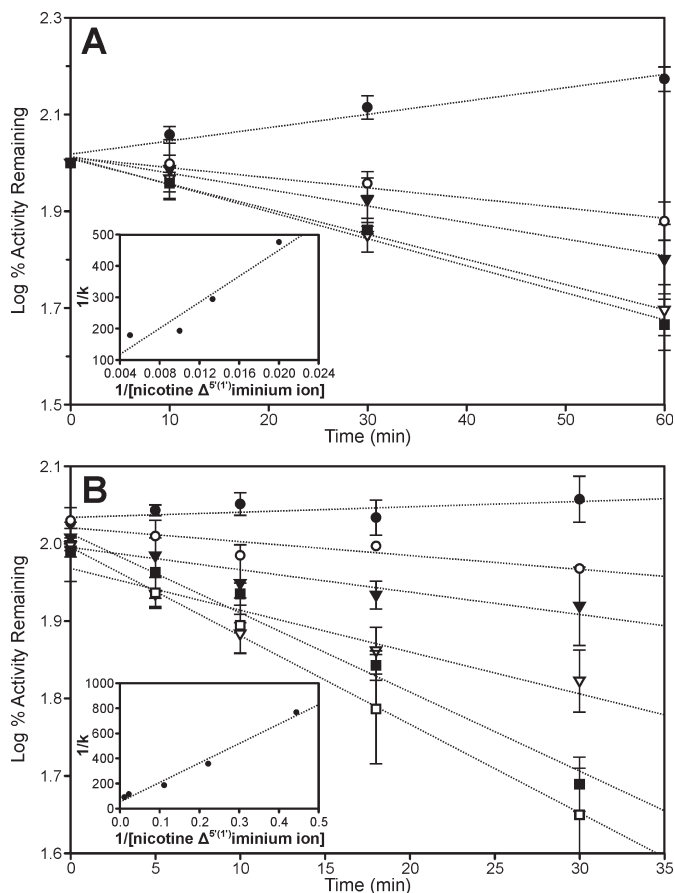 A
2.3
2.1
1.9
1.7
1.5
Log % Activity Remaining
500
400
300
200
100
1/k
0.004 0.008 0.012 0.016 0.020 0.024
1/[nicotine Δ5'(1')iminium ion]
0 10 20 30 40 50 60
Time (min)
B
2.1
2.0
1.9
1.8
1.7
1.6
Log % Activity Remaining
1000
800
600
400
200
0
1/k
0.0 0.1 0.2 0.3 0.4 0.5
1/[nicotine Δ5'(1')iminium ion]
0 5 10 15 20 25 30 35
Time (min)